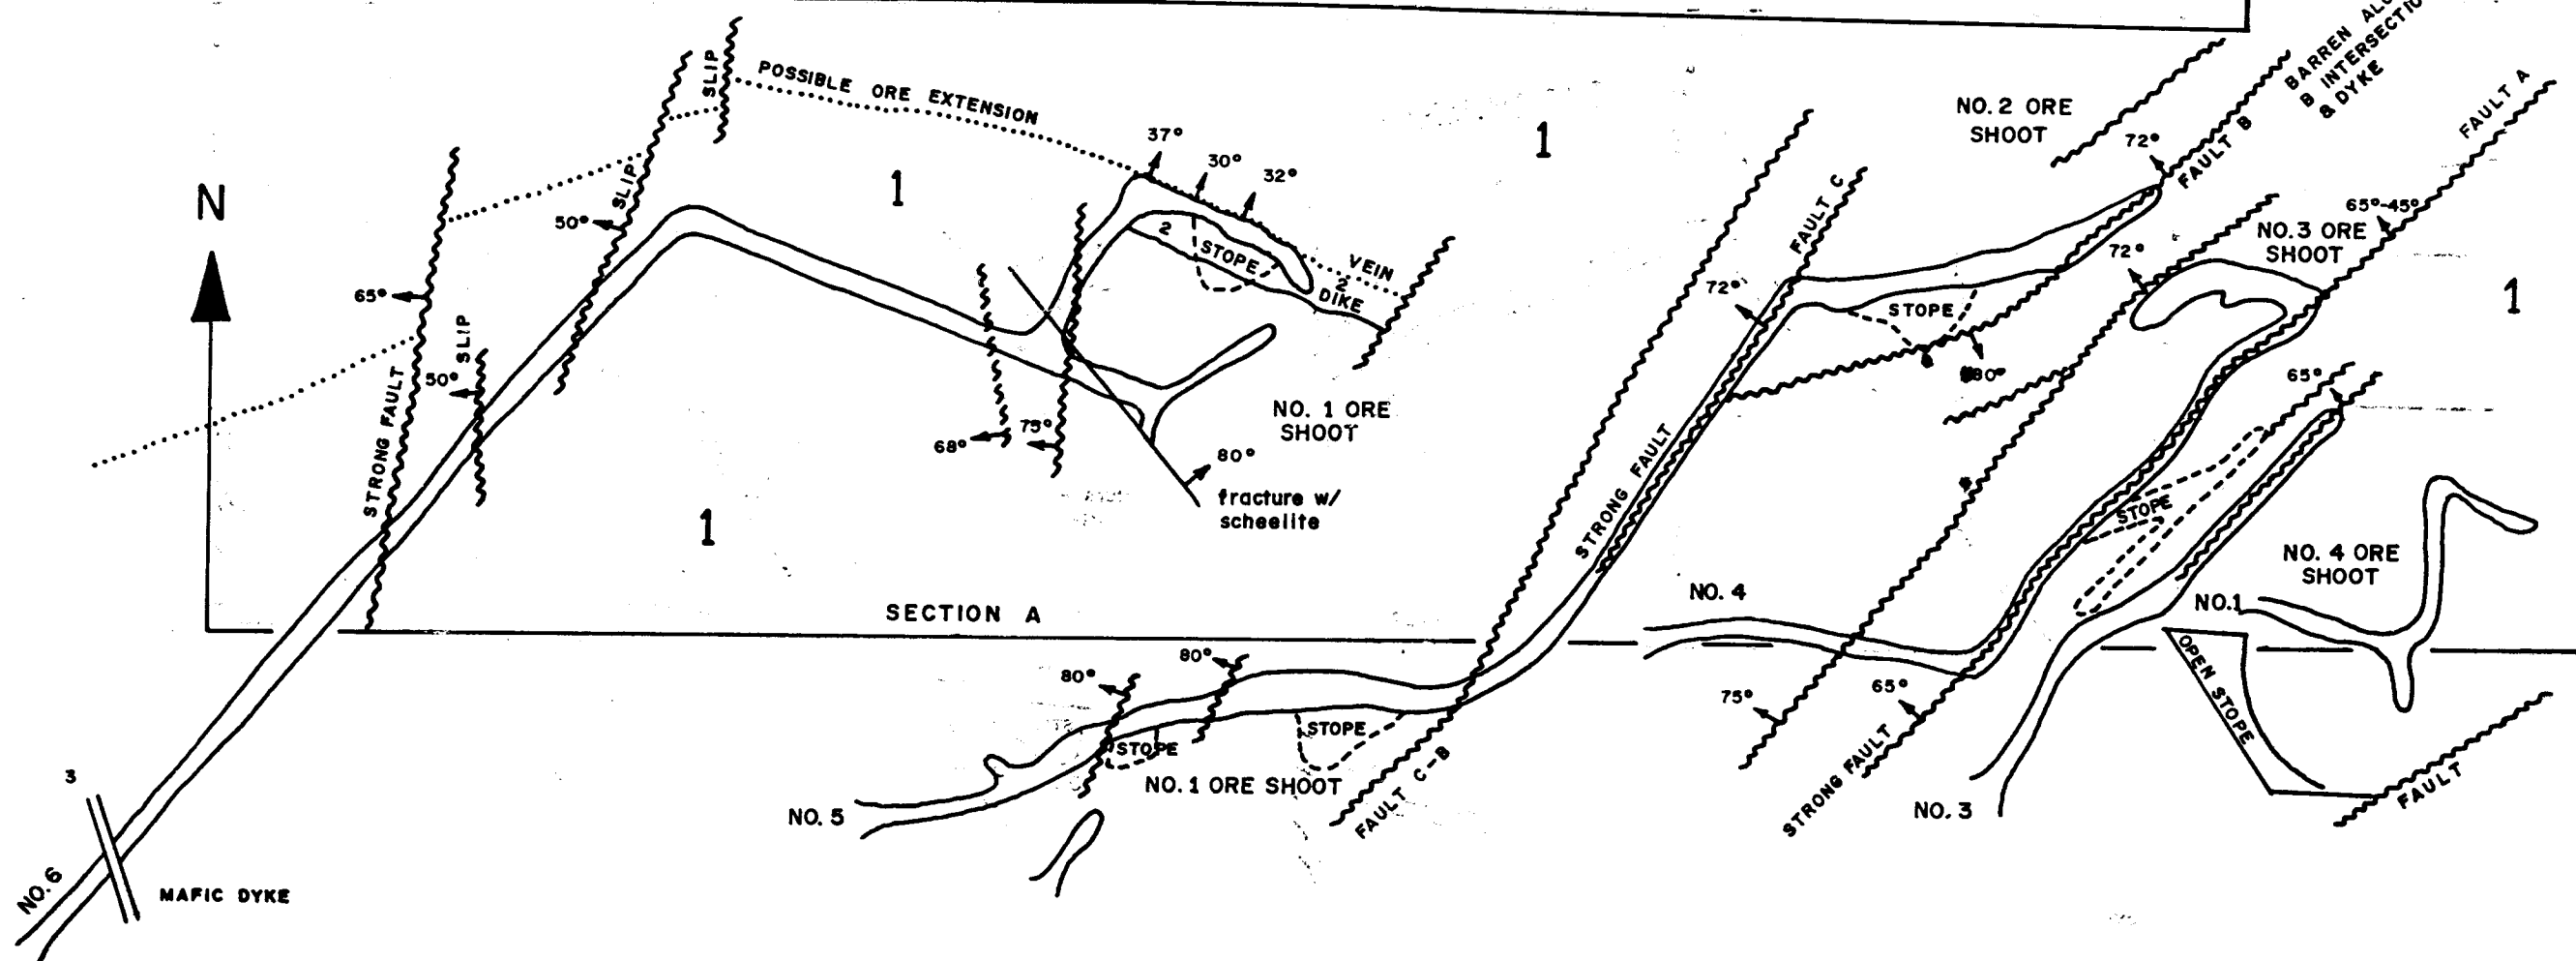 BARREN
B INTERSECTIO
& DYKE
FAULT A
SLIP
POSSIBLE ORE EXTENSION
NO. 2 ORE
SHOOT
1
37°
30°
32°
72°
FAULT B
N
1
50°
SLIP
2
STOPE
VEIN
2
DIKE
FAULT C
65°-45°
NO. 3 ORE
SHOOT
72°
65°
72°
STOPE
1
SLIP
50°
80°
65°
STRONG FAULT
NO. 1 ORE
SHOOT
68°
75°
80°
fracture w/
scheelite
STRONG FAULT
STOPE
1
NO. 4 ORE
SHOOT
NO. 4
NO. 1
SECTION A
OPEN STOPE
80°
80°
75°
65°
STOPE
STOPE
NO. 1 ORE SHOOT
FAULT C-B
STRONG FAULT
NO. 3
FAULT
3
NO. 5
NO. 6
MAFIC DYKE